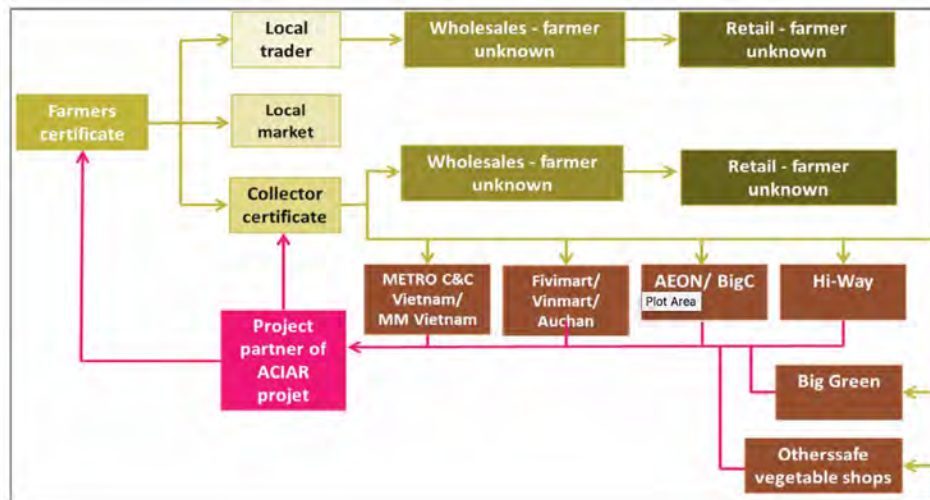 Local
trader
Wholesales - farmer
unknown
Retail - farmer
unknown
Farmers
certificate
Local
market
Collector
certificate
Wholesales - farmer
unknown
Retail - farmer
unknown
METRO C&C
Vietnam/
MM Vietnam
Fivimart/
Vinmart/
Auchan
AEON/ BigC
Plot Area
Hi-Way
Project
partner of
ACIAR
projet
Big Green
Otherssafe
vegetable shops